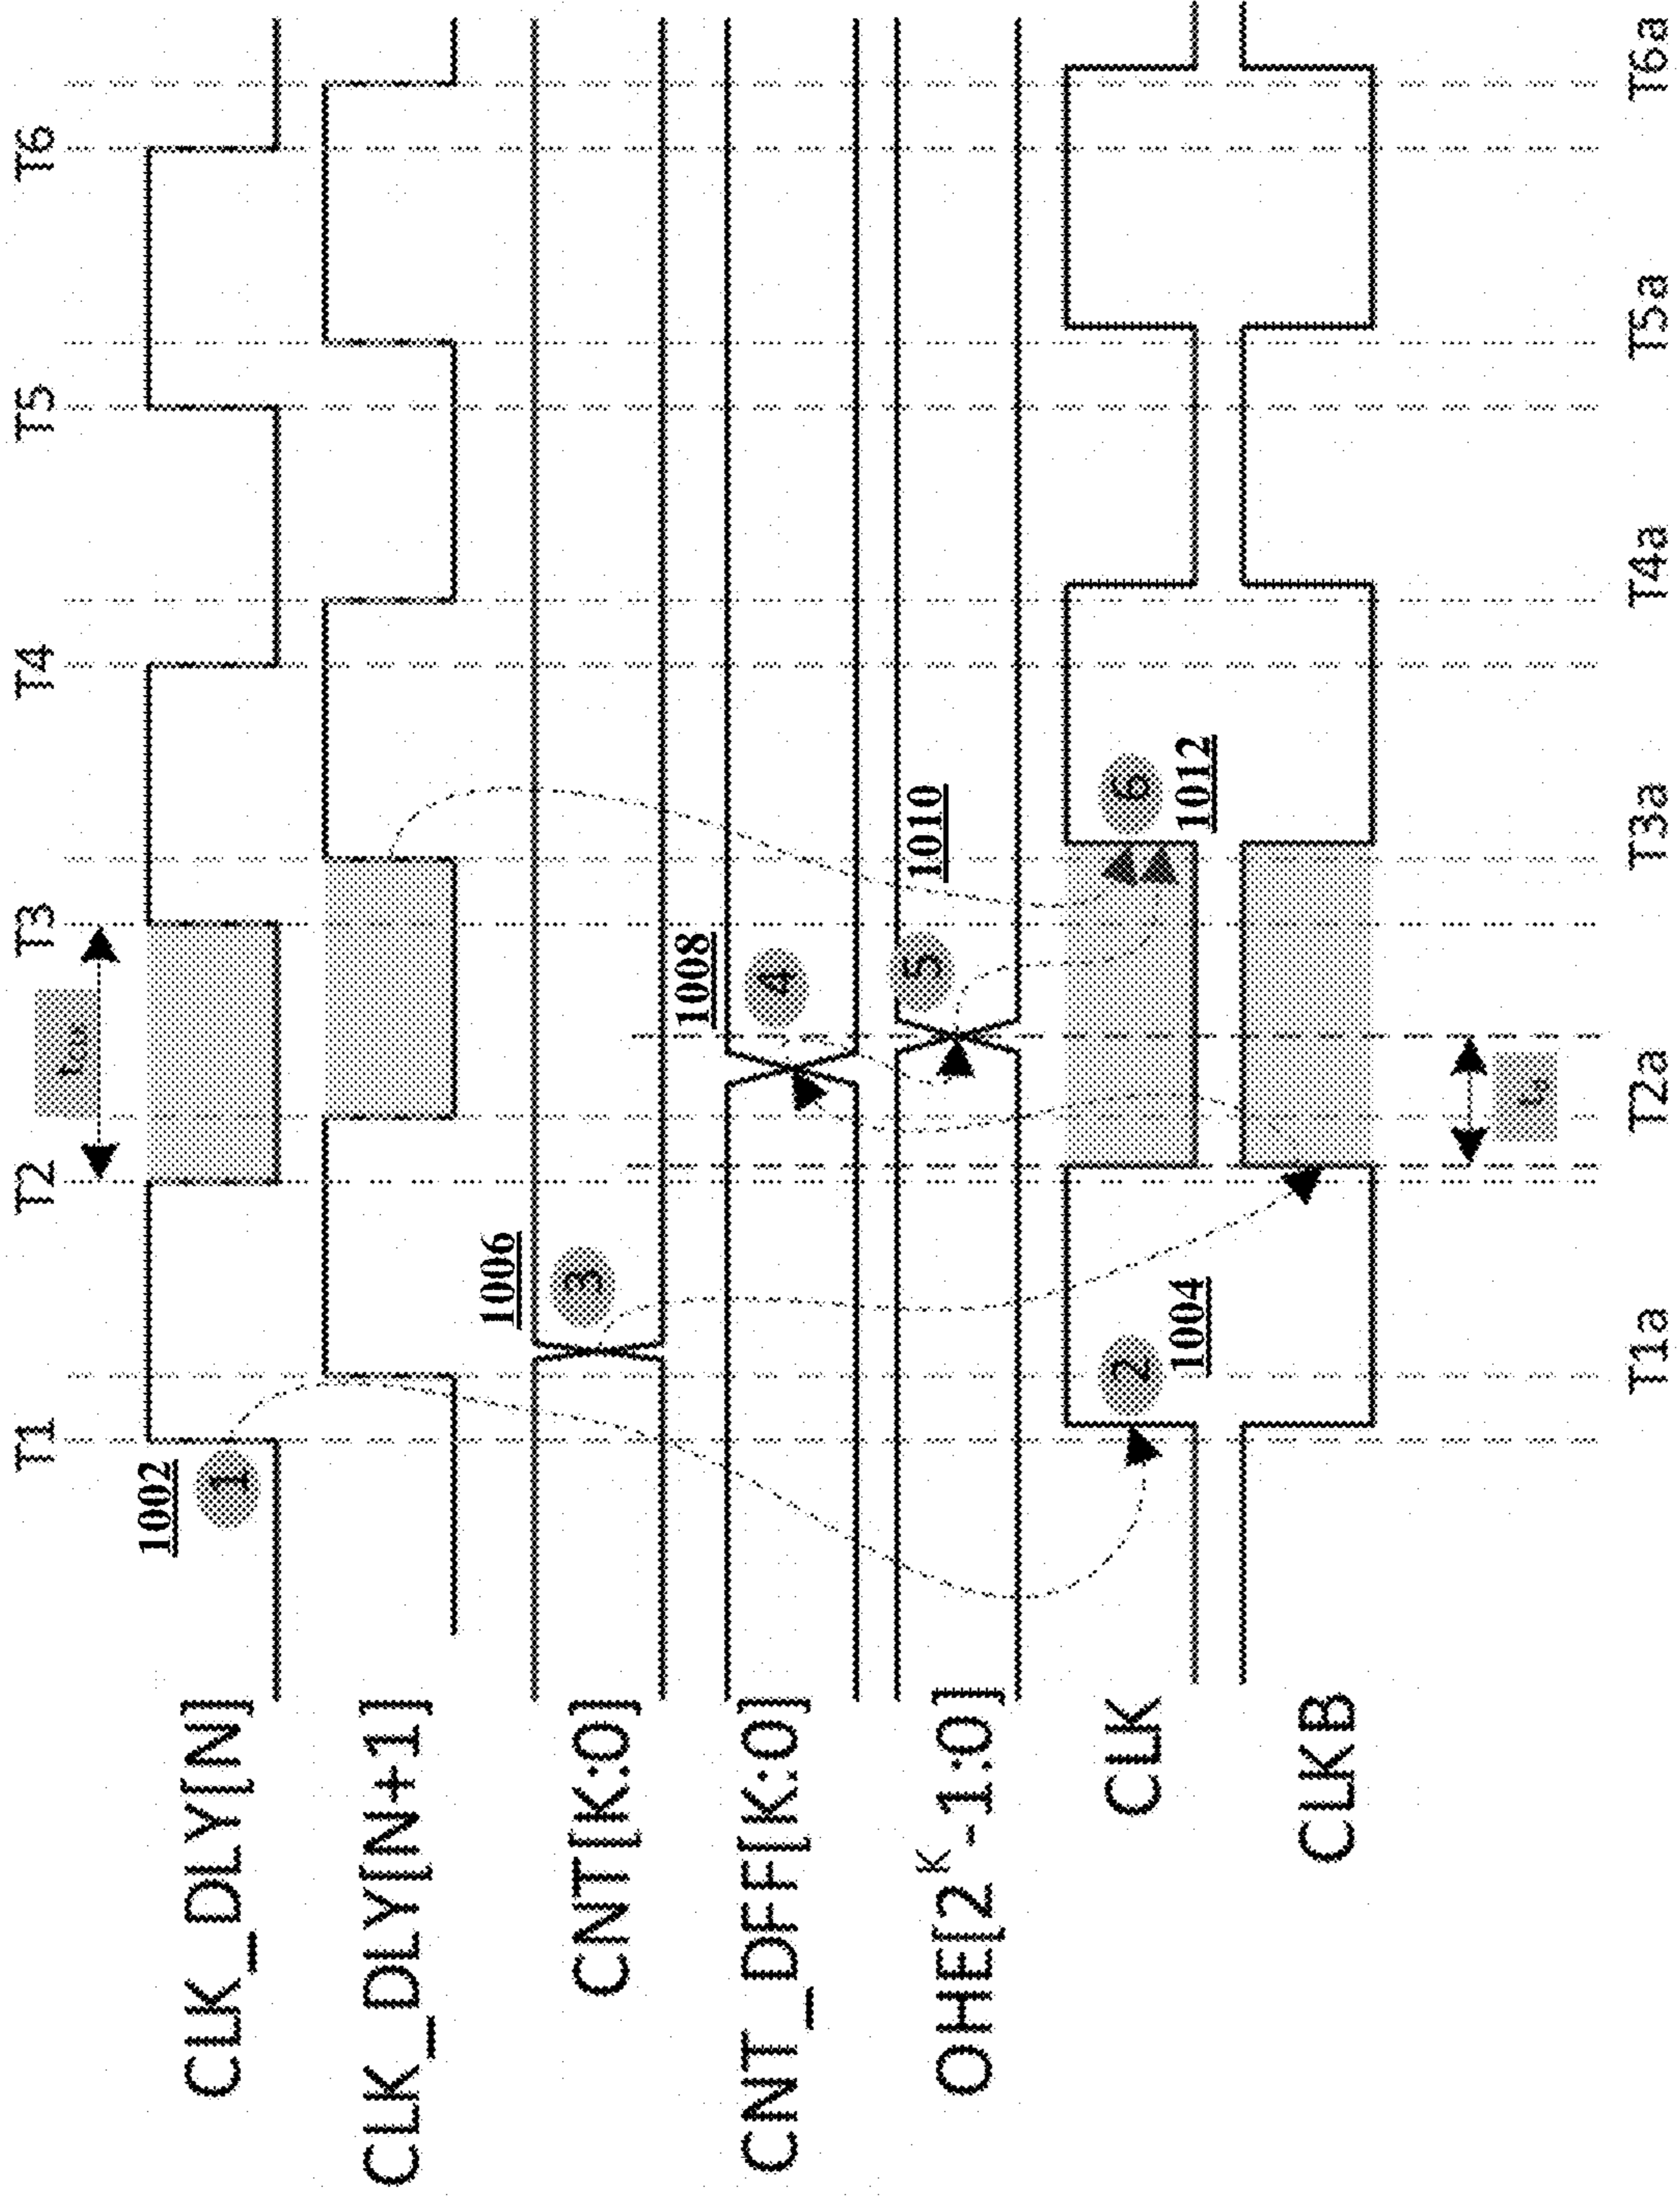 T1 T2 T3 T4 T5 T6
1002
CLK_DLY[N]
1
CLK_DLY[N+1]
1006
CNT[K:0]
3
1008
CNT_DFF[K:0]
4
1010
OHE[2^K-1:0]
5
CLK
2
6
1004
1012
CLKB
T1a T2a T3a T4a T5a T6a